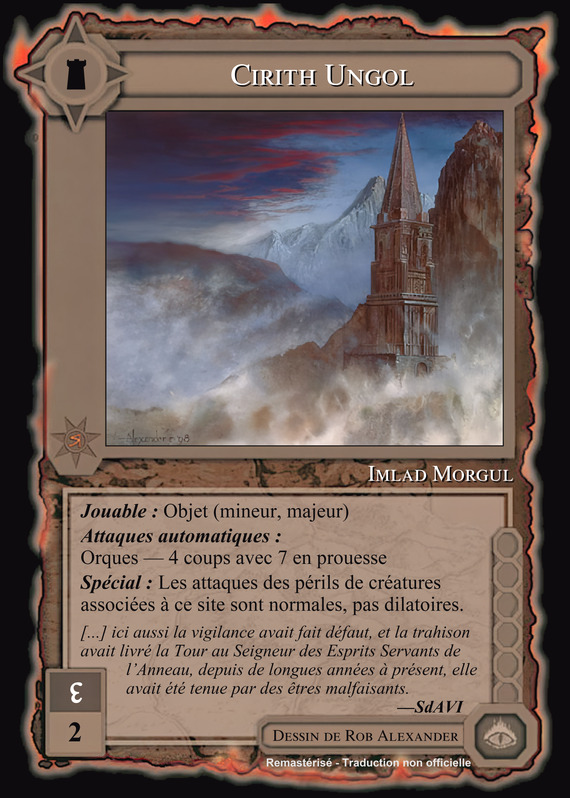 Cirith Ungol
Alexander 98
Imlad Morgul
Jouable : Objet (mineur, majeur)
Attaques automatiques :
Orques — 4 coups avec 7 en prouesse
Spécial : Les attaques des périls de créatures
associées à ce site sont normales, pas dilatoires.
[...] ici aussi la vigilance avait fait défaut, et la trahison
avait livré la Tour au Seigneur des Esprits Servants de
l'Anneau, depuis de longues années à présent, elle
avait été tenue par des êtres malfaisants.
—SdAVI
2
Dessin de Rob Alexander
Remastérisé - Traduction non officielle